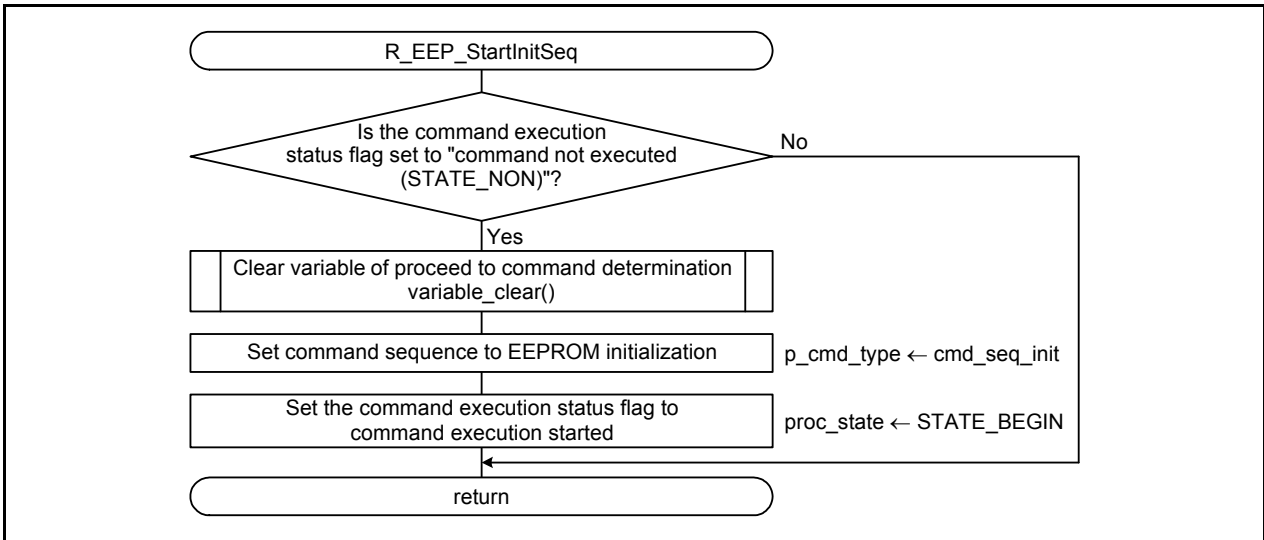 R_EEP_StartInitSeq
Is the command execution
status flag set to "command not executed
(STATE_NON)"?
No
Yes
Clear variable of proceed to command determination
variable_clear()
Set command sequence to EEPROM initialization
p_cmd_type ← cmd_seq_init
Set the command execution status flag to
command execution started
proc_state ← STATE_BEGIN
return